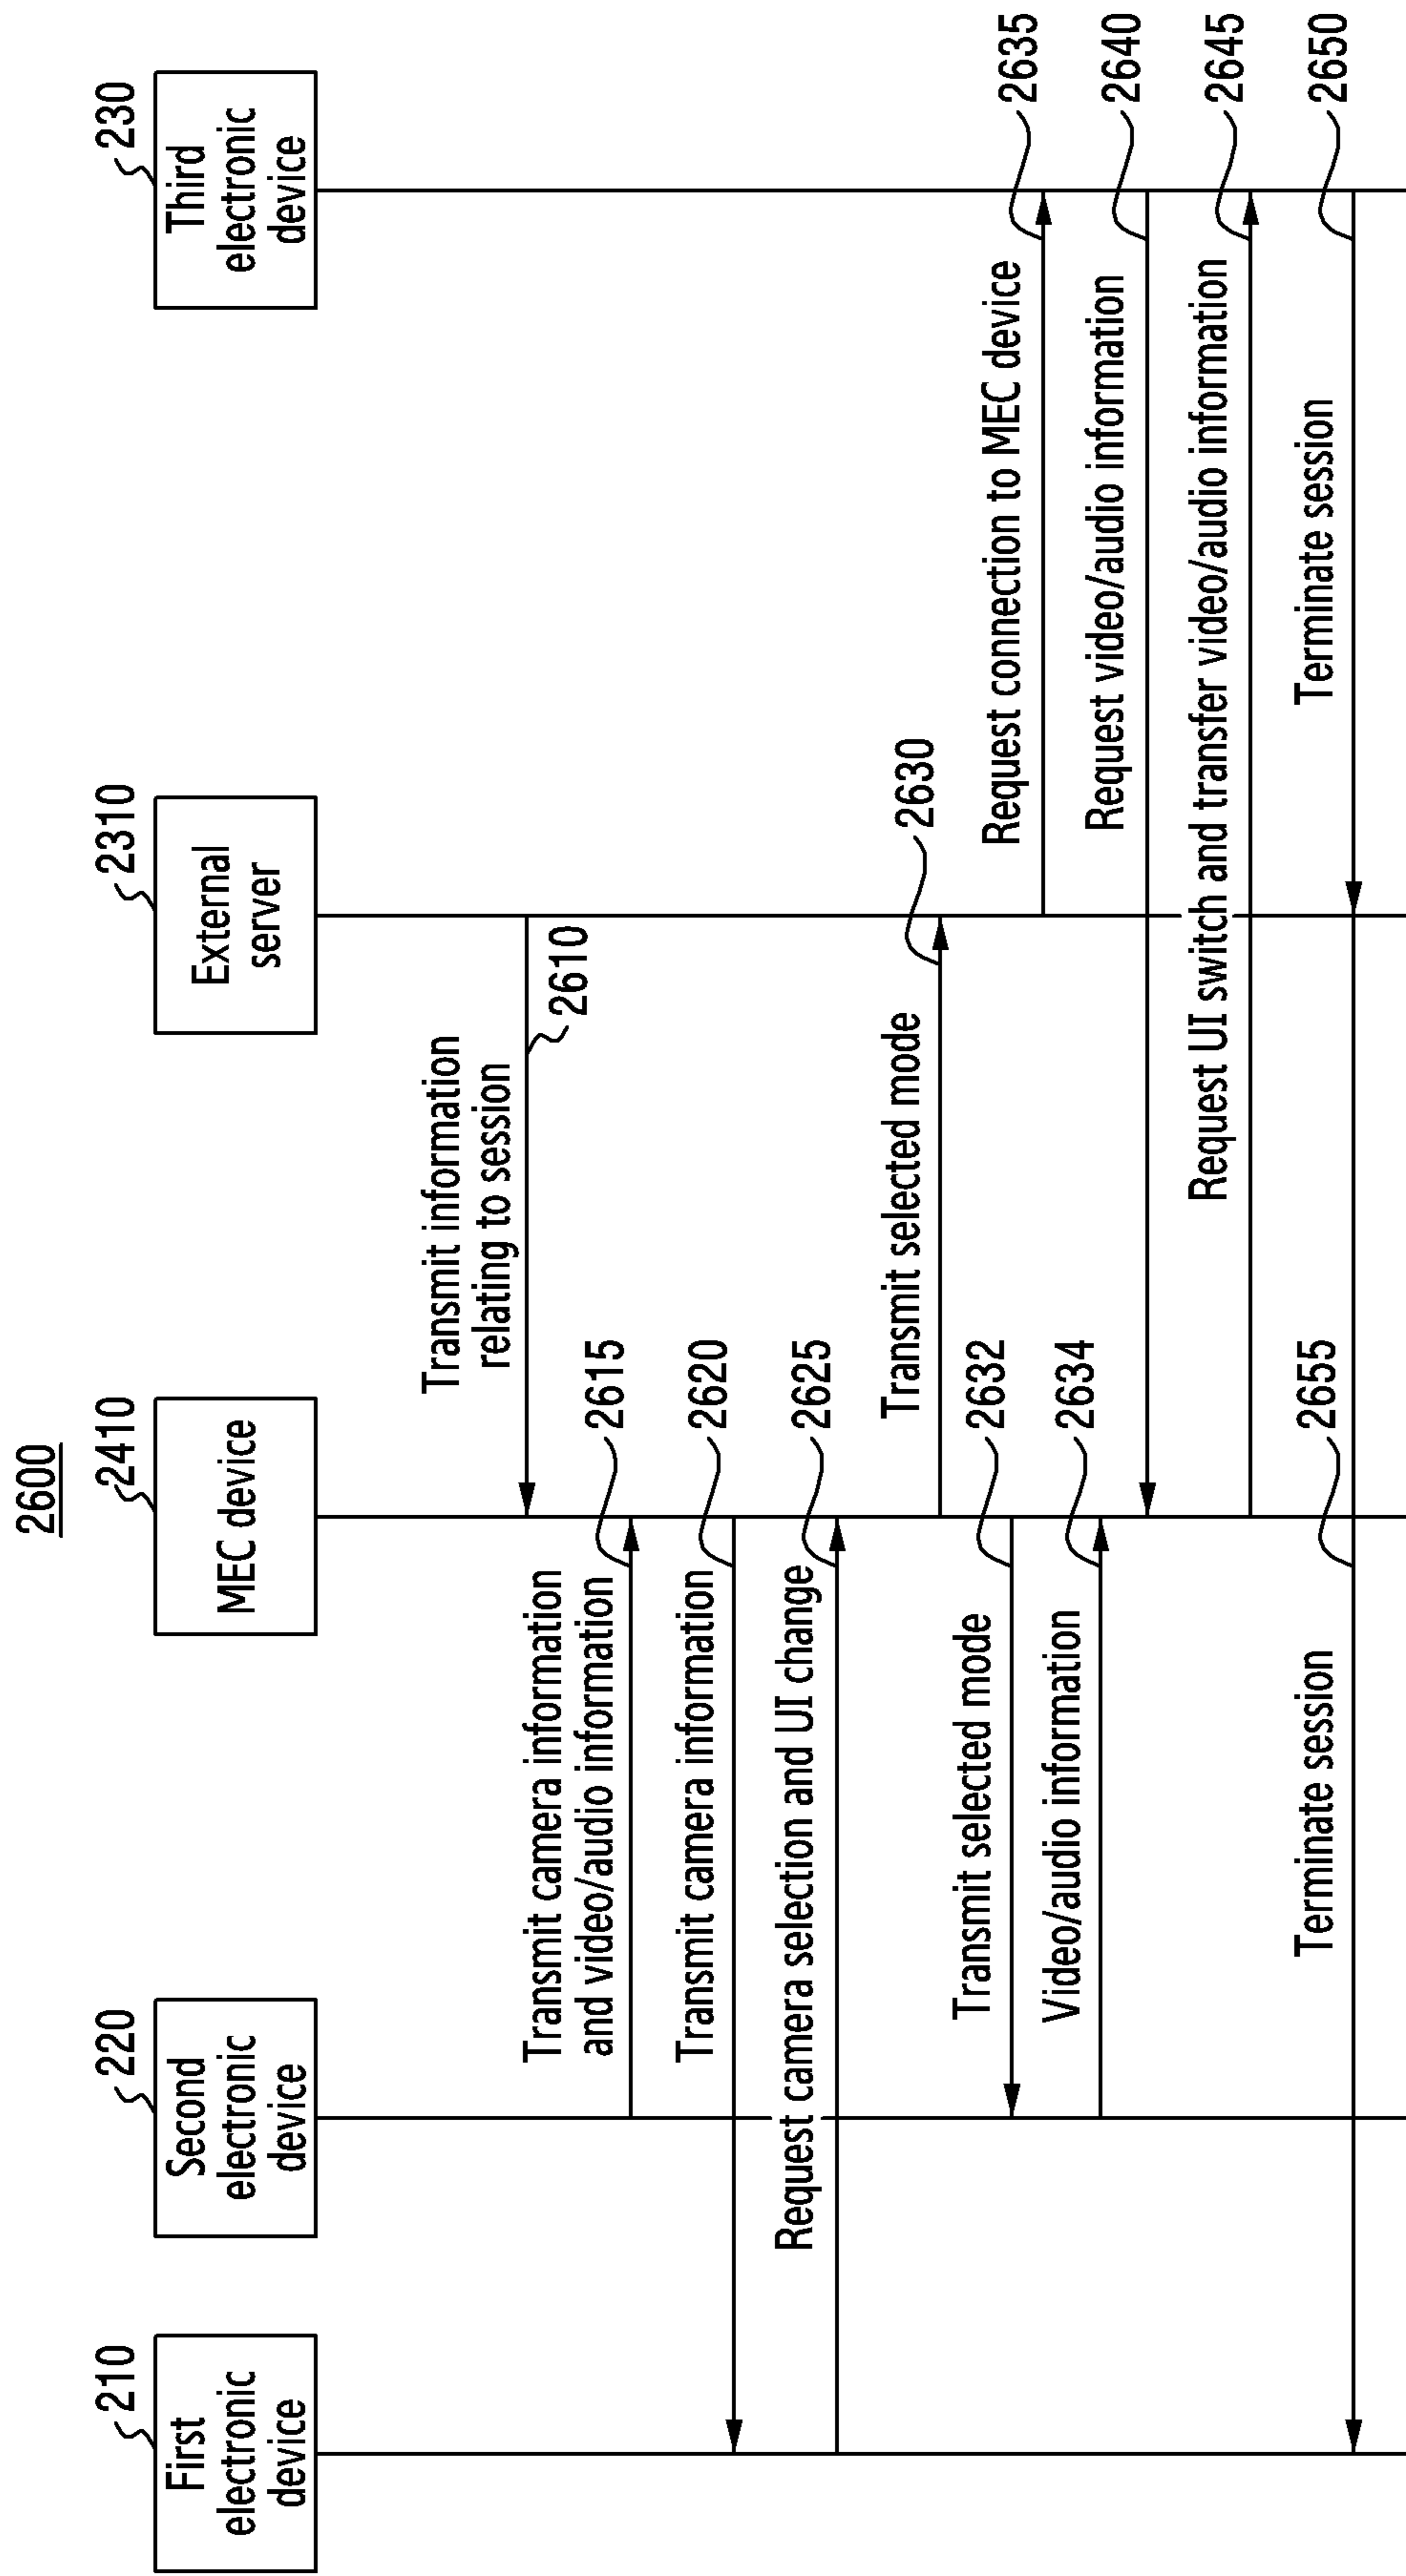 2600
210
First
electronic
device
220
Second
electronic
device
2410
MEC device
2310
External
server
230
Third
electronic
device
Transmit information
relating to session
2610
Transmit camera information
and video/audio information
2615
Transmit camera information
2620
Request camera selection and UI change
2625
Transmit selected mode
2630
Transmit selected mode
2632
Request connection to MEC device
2635
Video/audio information
2634
Request video/audio information
2640
Request UI switch and transfer video/audio information
2645
Terminate session
2650
Terminate session
2655